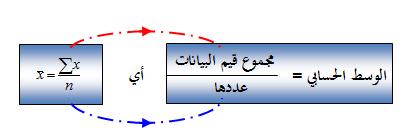 الوسط الحسابي = مجموع قيم البيانات / عددها
أي
x̄ = ∑x / n